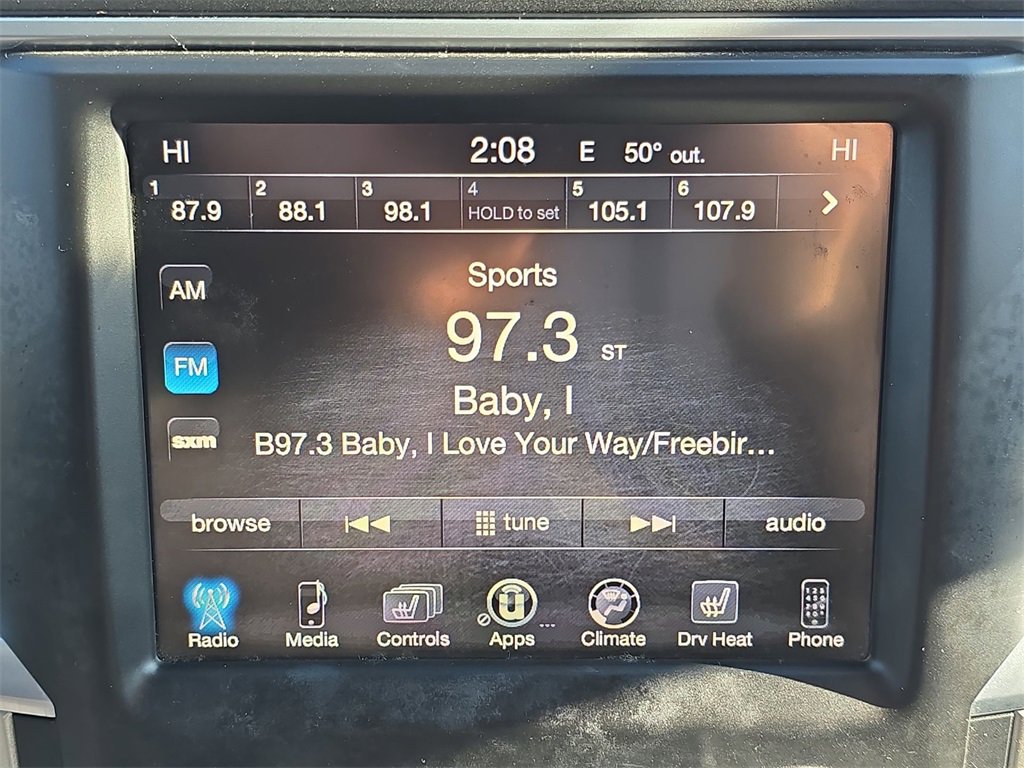 HI 2:08 E 50° out. HI
1 2 3 4 5 6
87.9 88.1 98.1 HOLD to set 105.1 107.9
Sports
AM
97.3 ST
FM
Baby, I
sxm
B97.3 Baby, I Love Your Way/Freebir...
browse tune audio
Radio Media Controls Apps Climate Drv Heat Phone